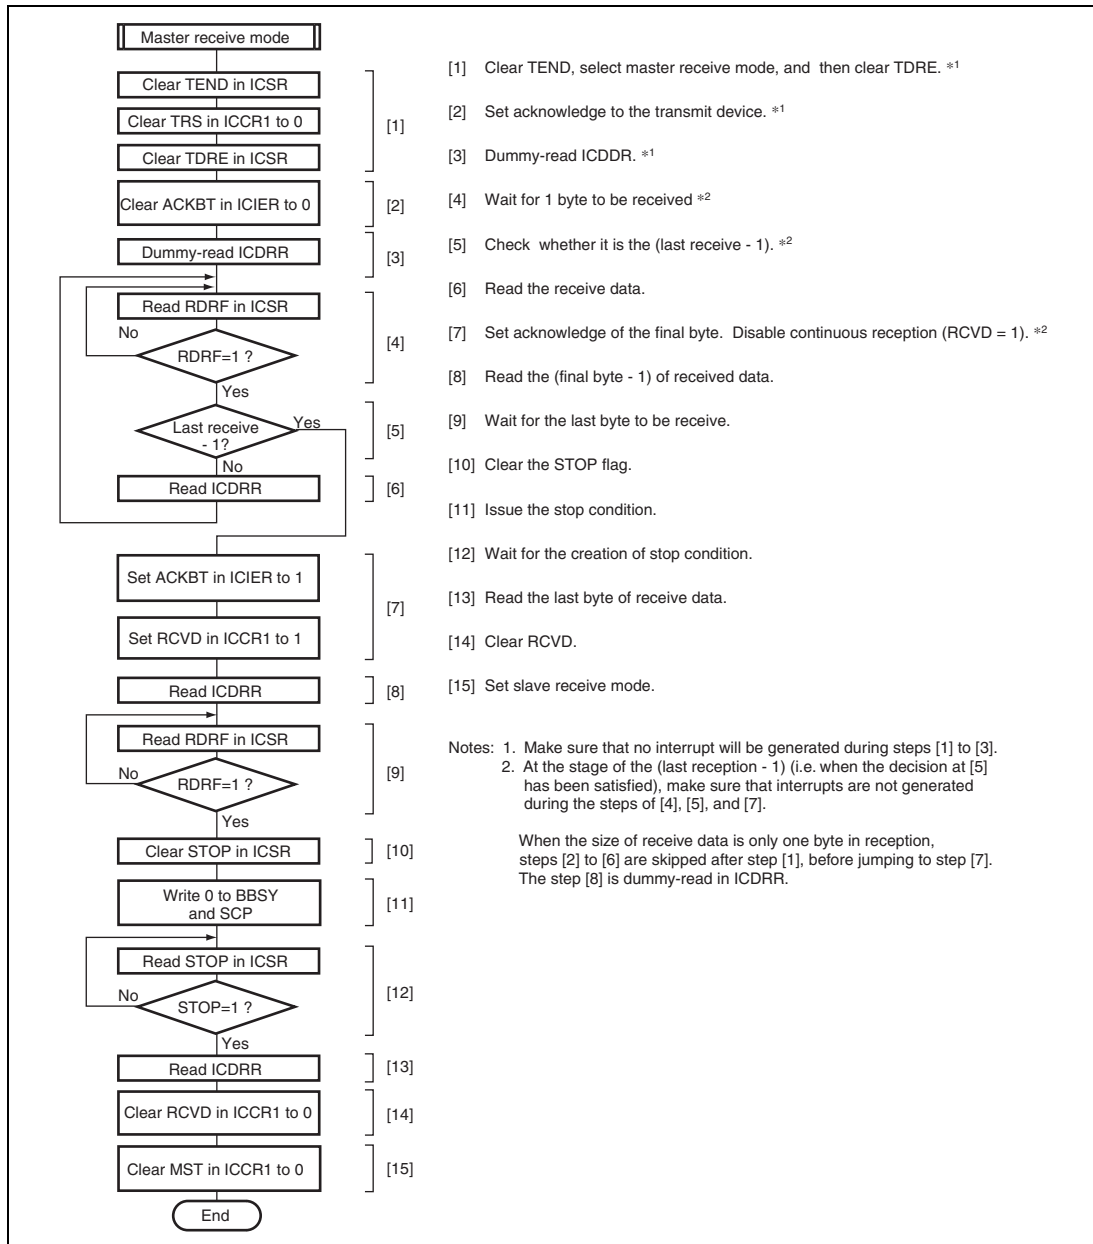 Master receive mode
Clear TEND in ICSR
Clear TRS in ICCR1 to 0
Clear TDRE in ICSR
[1]
Clear ACKBT in ICIER to 0
[2]
Dummy-read ICDRR
[3]
Read RDRF in ICSR
No
RDRF=1 ?
[4]
Yes
Last receive
- 1?
Yes
[5]
No
Read ICDRR
[6]
Set ACKBT in ICIER to 1
[7]
Set RCVD in ICCR1 to 1
Read ICDRR
[8]
Read RDRF in ICSR
No
RDRF=1 ?
[9]
Yes
Clear STOP in ICSR
[10]
Write 0 to BBSY
and SCP
[11]
Read STOP in ICSR
No
STOP=1 ?
[12]
Yes
Read ICDRR
[13]
Clear RCVD in ICCR1 to 0
[14]
Clear MST in ICCR1 to 0
[15]
End
[1] Clear TEND, select master receive mode, and then clear TDRE. *1
[2] Set acknowledge to the transmit device. *1
[3] Dummy-read ICDDR. *1
[4] Wait for 1 byte to be received *2
[5] Check whether it is the (last receive - 1). *2
[6] Read the receive data.
[7] Set acknowledge of the final byte. Disable continuous reception (RCVD = 1). *2
[8] Read the (final byte - 1) of received data.
[9] Wait for the last byte to be receive.
[10] Clear the STOP flag.
[11] Issue the stop condition.
[12] Wait for the creation of stop condition.
[13] Read the last byte of receive data.
[14] Clear RCVD.
[15] Set slave receive mode.
Notes: 1. Make sure that no interrupt will be generated during steps [1] to [3].
2. At the stage of the (last reception - 1) (i.e. when the decision at [5]
has been satisfied), make sure that interrupts are not generated
during the steps of [4], [5], and [7].
When the size of receive data is only one byte in reception,
steps [2] to [6] are skipped after step [1], before jumping to step [7].
The step [8] is dummy-read in ICDRR.